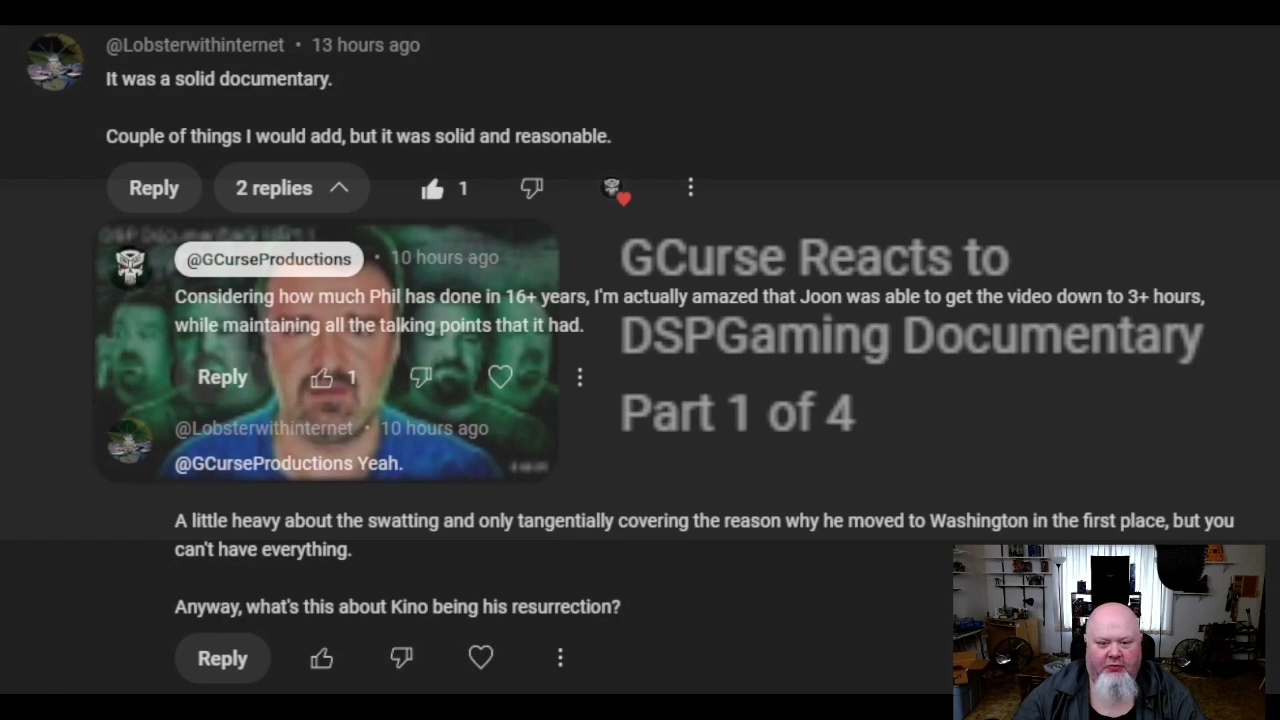 @Lobsterwithinternet • 13 hours ago
It was a solid documentary.
Couple of things I would add, but it was solid and reasonable.
Reply 2 replies 1
@GCurseProductions • 10 hours ago
Considering how much Phil has done in 16+ years, I'm actually amazed that Joon was able to get the video down to 3+ hours,
while maintaining all the talking points that it had.
Reply 1
@Lobsterwithinternet • 10 hours ago
@GCurseProductions Yeah.
GCurse Reacts to
DSPGaming Documentary
Part 1 of 4
A little heavy about the swatting and only tangentially covering the reason why he moved to Washington in the first place, but you
can't have everything.
Anyway, what's this about Kino being his resurrection?
Reply